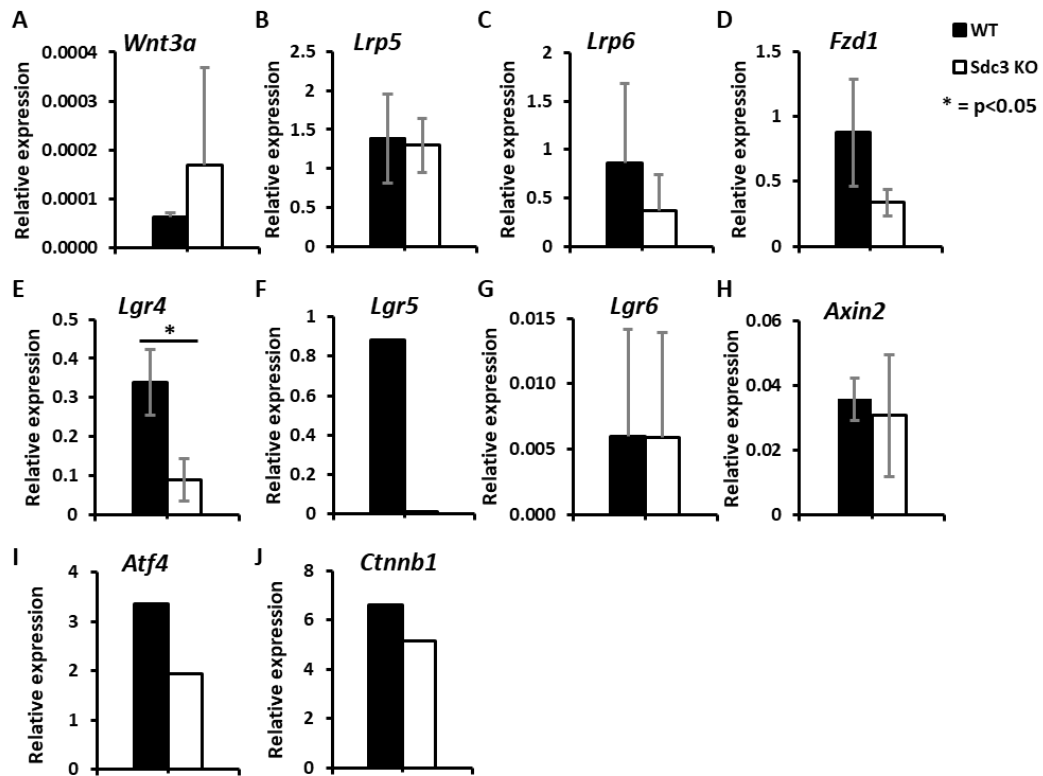 A
Wnt3a
Relative expression
0.0004
0.0003
0.0002
0.0001
0.0000
B
Lrp5
Relative expression
2.5
2
1.5
1
0.5
0
C
Lrp6
Relative expression
2
1.5
1
0.5
0
D
Fzd1
Relative expression
1.5
1
0.5
0
WT
Sdc3 KO
* = p<0.05
E
Lgr4
*
Relative expression
0.5
0.4
0.3
0.2
0.1
0
F
Lgr5
Relative expression
1
0.8
0.6
0.4
0.2
0
G
Lgr6
Relative expression
0.015
0.010
0.005
0.000
H
Axin2
Relative expression
0.06
0.04
0.02
0
I
Atf4
Relative expression
4
3
2
1
0
J
Ctnnb1
Relative expression
8
6
4
2
0